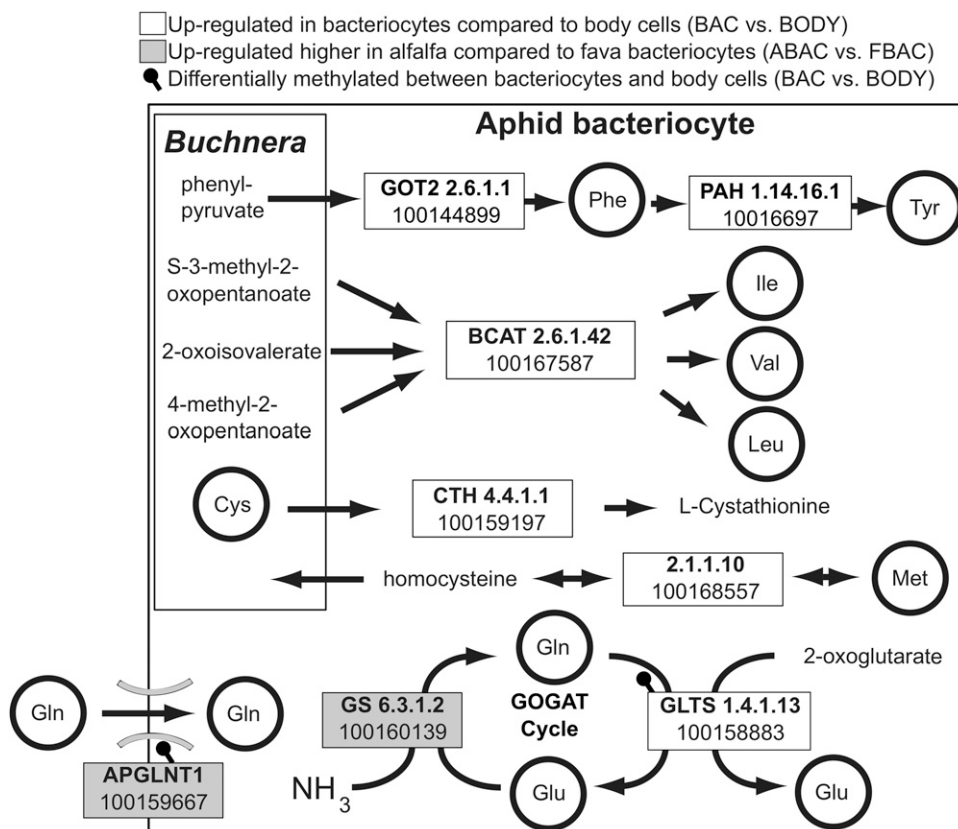 Up-regulated in bacteriocytes compared to body cells (BAC vs. BODY)
Up-regulated higher in alfalfa compared to fava bacteriocytes (ABAC vs. FBAC)
Differentially methylated between bacteriocytes and body cells (BAC vs. BODY)
Aphid bacteriocyte
Buchnera
phenyl-
pyruvate
GOT2 2.6.1.1
100144899
Phe
PAH 1.14.16.1
10016697
Tyr
S-3-methyl-2-
oxopentanoate
2-oxoisovalerate
4-methyl-2-
oxopentanoate
BCAT 2.6.1.42
100167587
Ile
Val
Leu
Cys
CTH 4.4.1.1
100159197
L-Cystathionine
homocysteine
2.1.1.10
100168557
Met
Gln
Gln
APGLNT1
100159667
GS 6.3.1.2
100160139
NH3
Gln
GOGAT
Cycle
Glu
GLTS 1.4.1.13
100158883
2-oxoglutarate
Glu